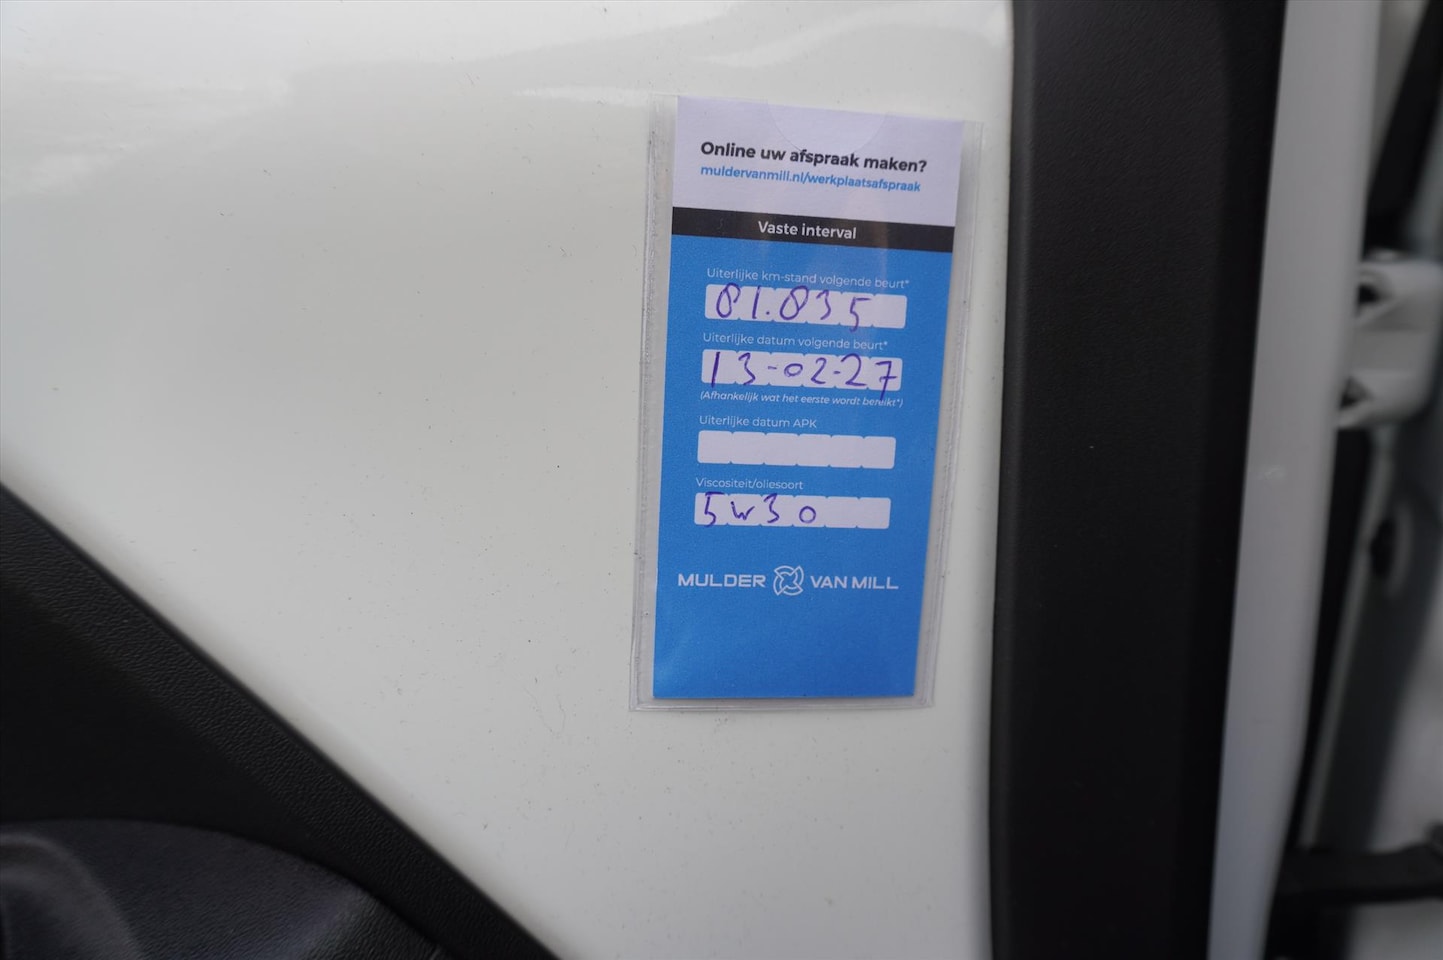 Online uw afspraak maken?
muldervanmill.nl/werkplaatsafspraak
Vaste interval
Uiterlijke km-stand volgende beurt*
81.835
Uiterlijke datum volgende beurt*
13-02-27
(Afhankelijk wat het eerste wordt bereikt*)
Uiterlijke datum APK
Viscositeit/oliesoort
5w30
MULDER VAN MILL